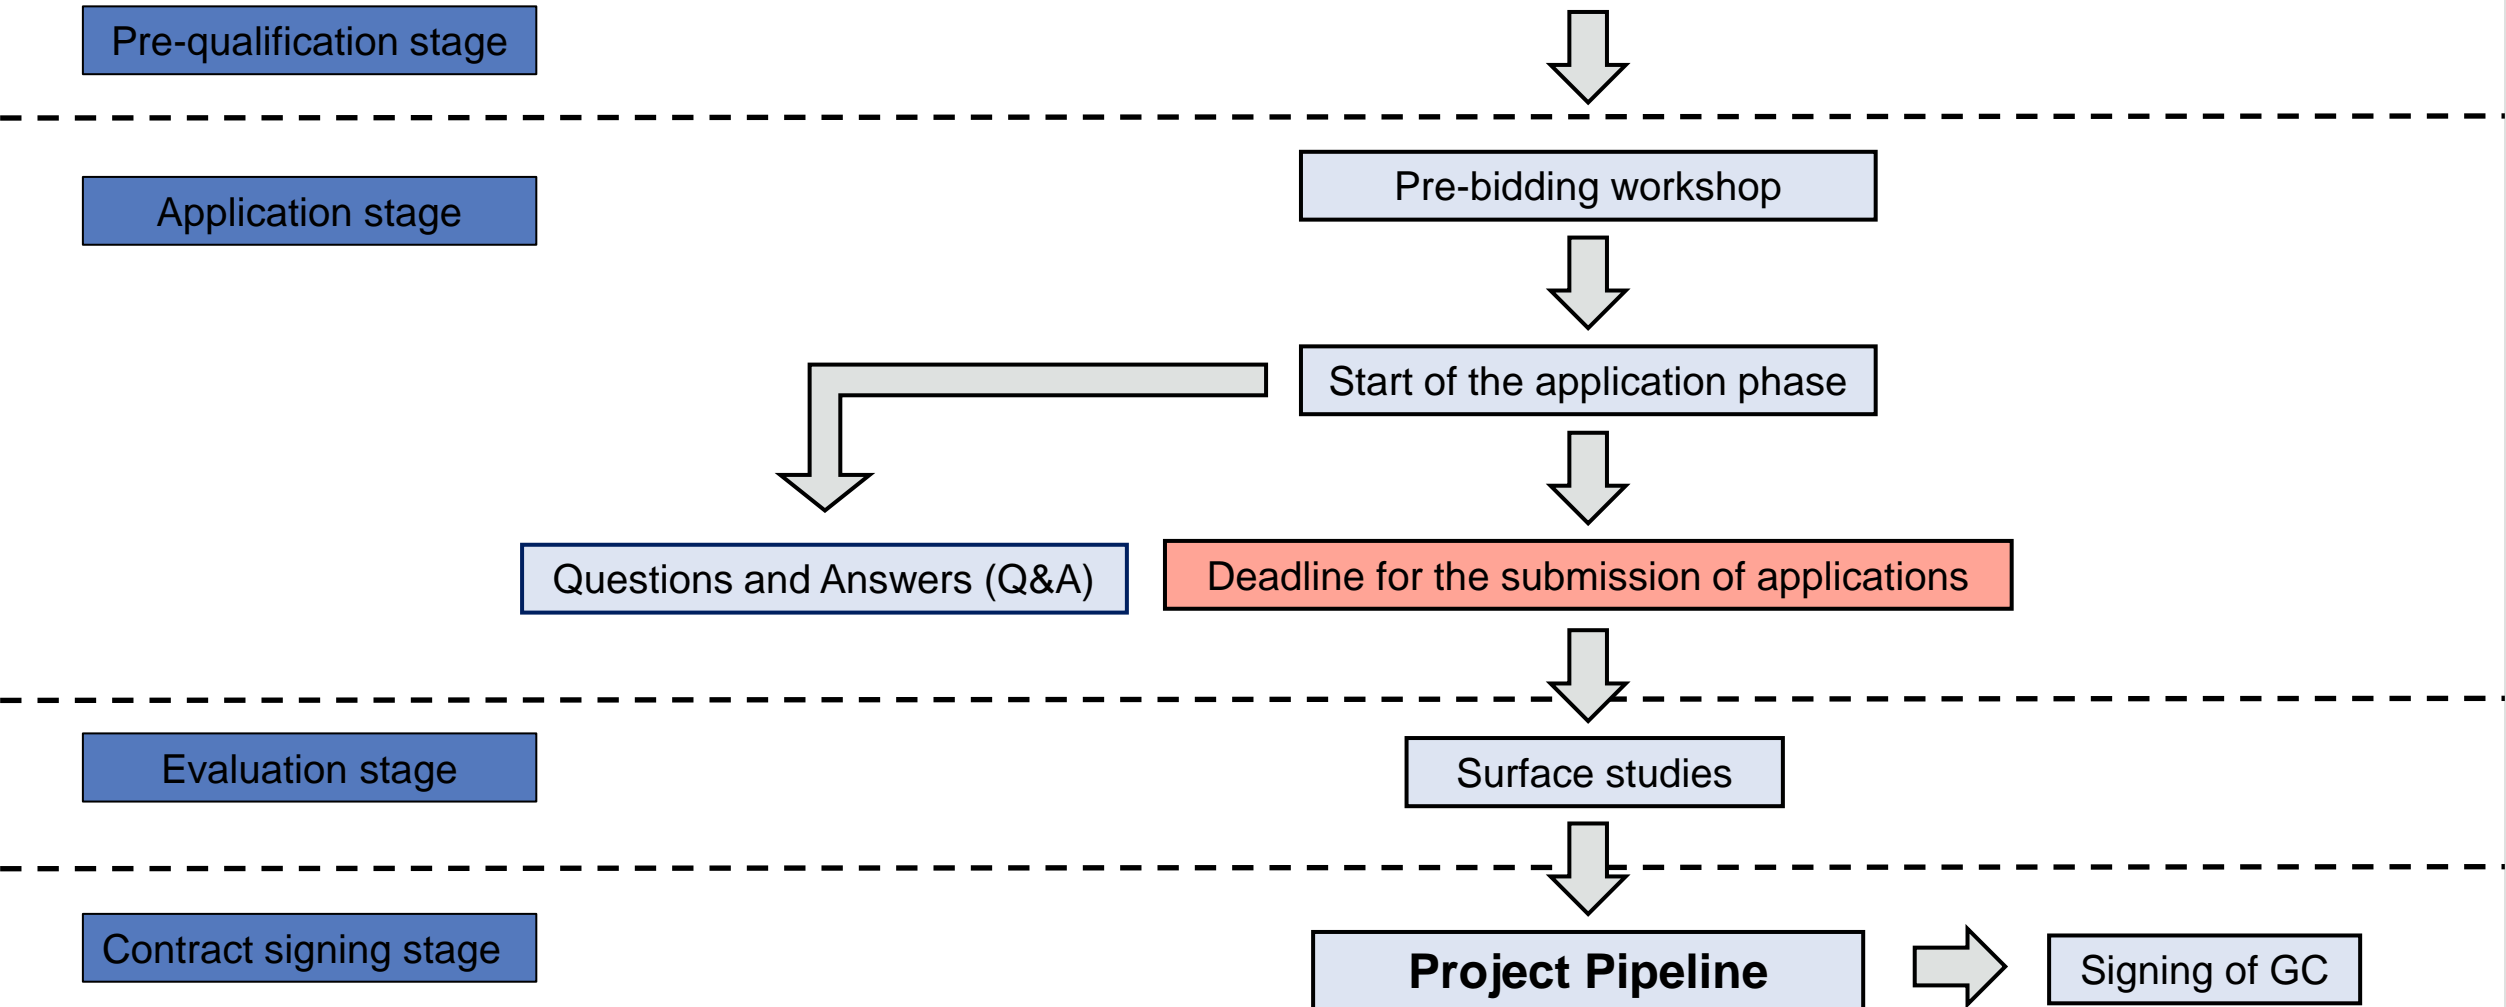 Pre-qualification stage
Pre-bidding workshop
Application stage
Start of the application phase
Questions and Answers (Q&A)
Deadline for the submission of applications
Evaluation stage
Surface studies
Contract signing stage
Project Pipeline
Signing of GC